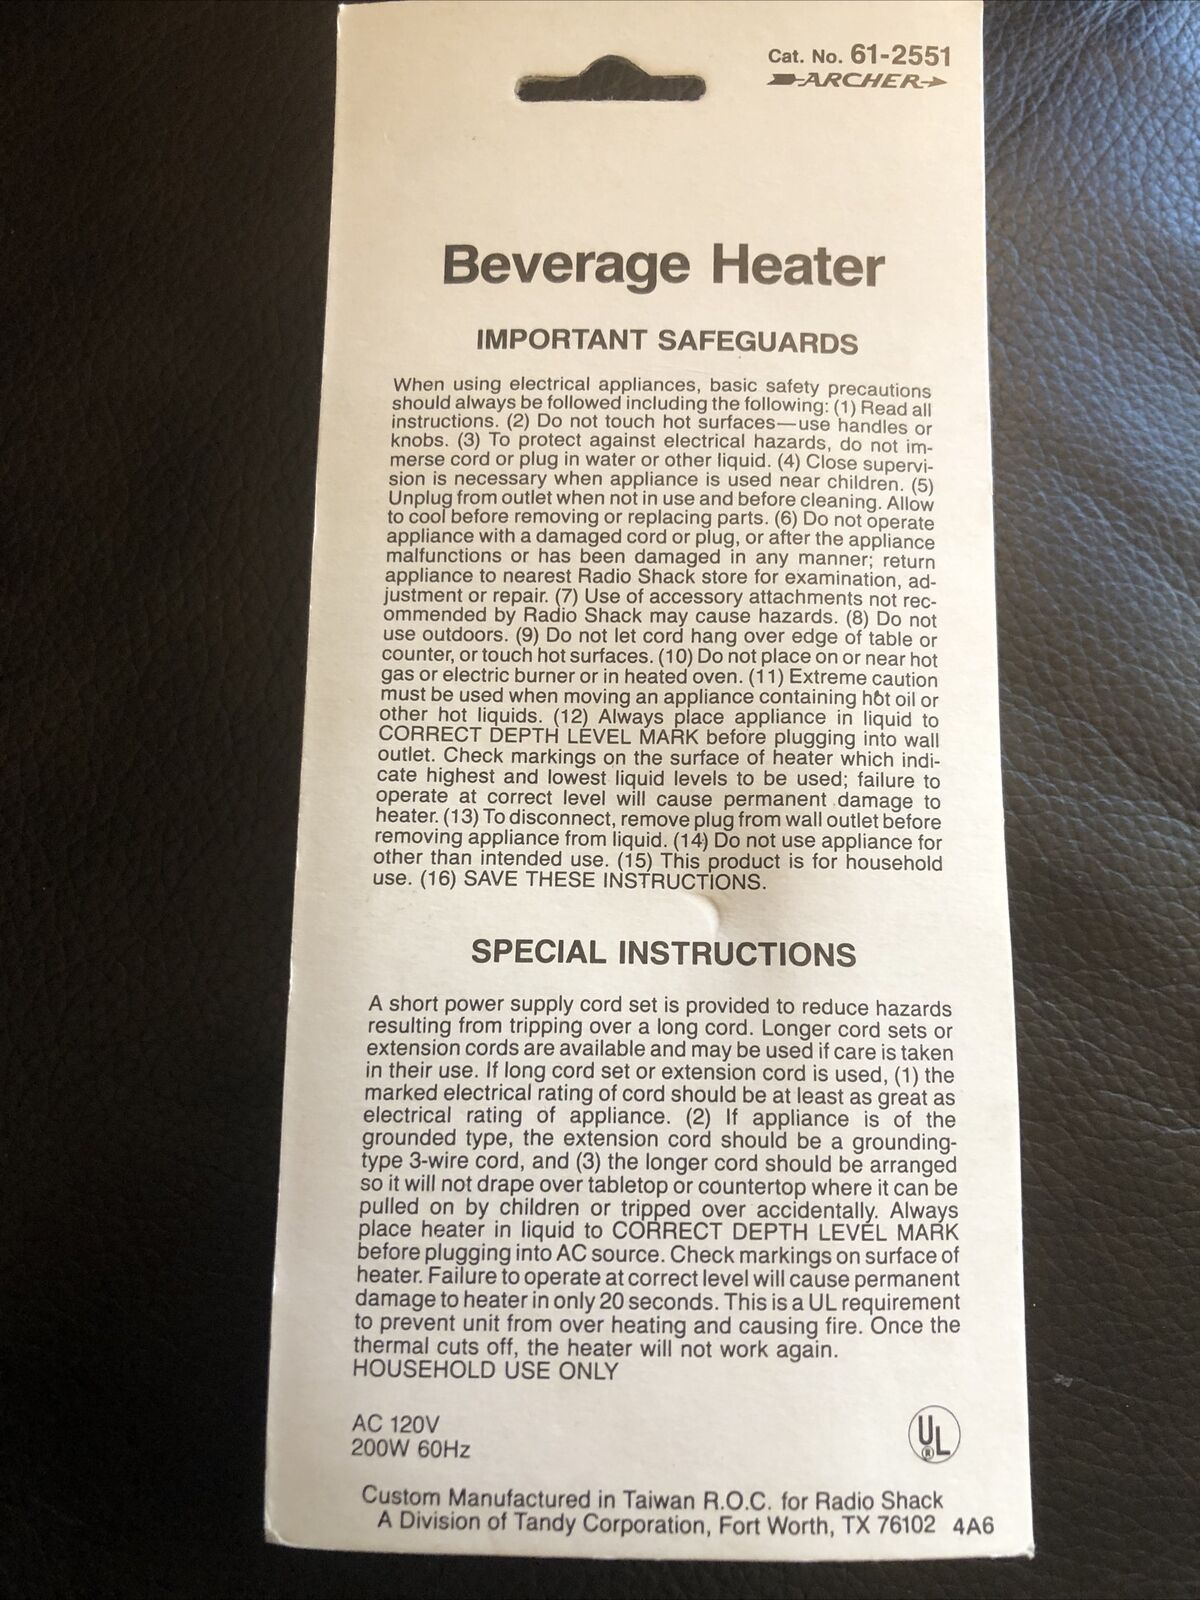 Cat. No. 61-2551
ARCHER
Beverage Heater
IMPORTANT SAFEGUARDS
When using electrical appliances, basic safety precautions
should always be followed including the following: (1) Read all
instructions. (2) Do not touch hot surfaces—use handles or
knobs. (3) To protect against electrical hazards, do not im-
merse cord or plug in water or other liquid. (4) Close supervi-
sion is necessary when appliance is used near children. (5)
Unplug from outlet when not in use and before cleaning. Allow
to cool before removing or replacing parts. (6) Do not operate
appliance with a damaged cord or plug, or after the appliance
malfunctions or has been damaged in any manner; return
appliance to nearest Radio Shack store for examination, ad-
justment or repair. (7) Use of accessory attachments not rec-
ommended by Radio Shack may cause hazards. (8) Do not
use outdoors. (9) Do not let cord hang over edge of table or
counter, or touch hot surfaces. (10) Do not place on or near hot
gas or electric burner or in heated oven. (11) Extreme caution
must be used when moving an appliance containing hot oil or
other hot liquids. (12) Always place appliance in liquid to
CORRECT DEPTH LEVEL MARK before plugging into wall
outlet. Check markings on the surface of heater which indi-
cate highest and lowest liquid levels to be used; failure to
operate at correct level will cause permanent damage to
heater. (13) To disconnect, remove plug from wall outlet before
removing appliance from liquid. (14) Do not use appliance for
other than intended use. (15) This product is for household
use. (16) SAVE THESE INSTRUCTIONS.
SPECIAL INSTRUCTIONS
A short power supply cord set is provided to reduce hazards
resulting from tripping over a long cord. Longer cord sets or
extension cords are available and may be used if care is taken
in their use. If long cord set or extension cord is used, (1) the
marked electrical rating of cord should be at least as great as
electrical rating of appliance. (2) If appliance is of the
grounded type, the extension cord should be a grounding-
type 3-wire cord, and (3) the longer cord should be arranged
so it will not drape over tabletop or countertop where it can be
pulled on by children or tripped over accidentally. Always
place heater in liquid to CORRECT DEPTH LEVEL MARK
before plugging into AC source. Check markings on surface of
heater. Failure to operate at correct level will cause permanent
damage to heater in only 20 seconds. This is a UL requirement
to prevent unit from over heating and causing fire. Once the
thermal cuts off, the heater will not work again.
HOUSEHOLD USE ONLY
AC 120V
200W 60Hz
UL ®
Custom Manufactured in Taiwan R.O.C. for Radio Shack
A Division of Tandy Corporation, Fort Worth, TX 76102 4A6